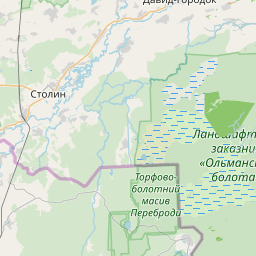 Давид-Городок
Столин
Ландшафт
заказни
«Ольманс
болота
Торфово-
болотний
масив
Переброди